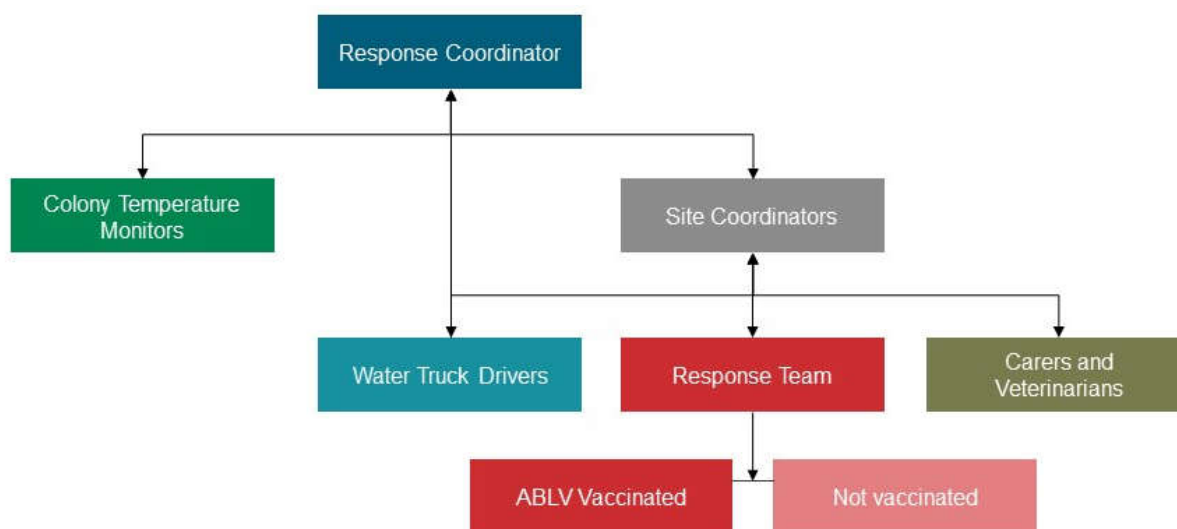 Response Coordinator
Colony Temperature
Monitors
Site Coordinators
Water Truck Drivers
Response Team
Carers and
Veterinarians
ABLV Vaccinated
Not vaccinated